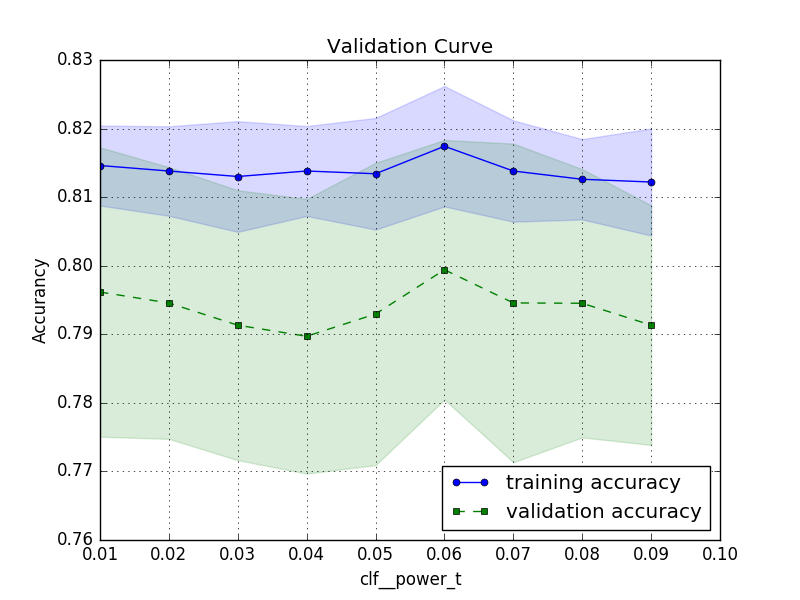 Validation Curve
0.83
0.82
0.81
0.80
0.79
0.78
0.77
0.76
Accurancy
training accuracy
validation accuracy
0.01 0.02 0.03 0.04 0.05 0.06 0.07 0.08 0.09 0.10
clf__power_t